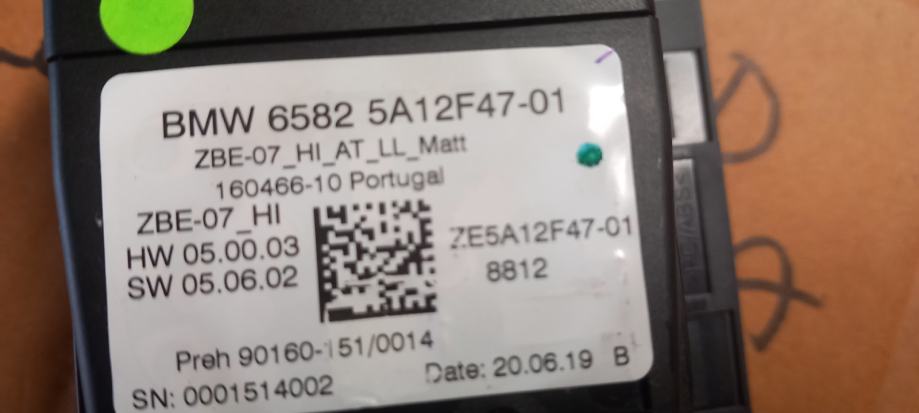 BMW 6582 5A12F47-01
ZBE-07_HI_AT_LL_Matt
160466-10 Portugal
ZBE-07_HI
HW 05.00.03
SW 05.06.02
ZE5A12F47-01
8812
Preh 90160-151/0014
Date: 20.06.19 B
SN: 0001514002